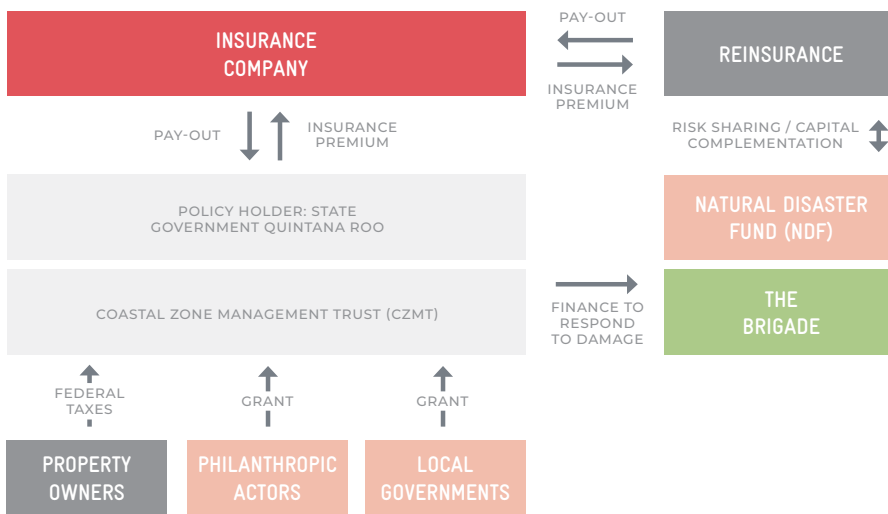 INSURANCE
COMPANY
PAY-OUT
INSURANCE
PREMIUM
REINSURANCE
PAY-OUT
INSURANCE
PREMIUM
RISK SHARING / CAPITAL
COMPLEMENTATION
POLICY HOLDER: STATE
GOVERNMENT QUINTANA ROO
NATURAL DISASTER
FUND (NDF)
COASTAL ZONE MANAGEMENT TRUST (CZMT)
FINANCE TO
RESPOND
TO DAMAGE
THE
BRIGADE
FEDERAL
TAXES
GRANT
GRANT
PROPERTY
OWNERS
PHILANTHROPIC
ACTORS
LOCAL
GOVERNMENTS